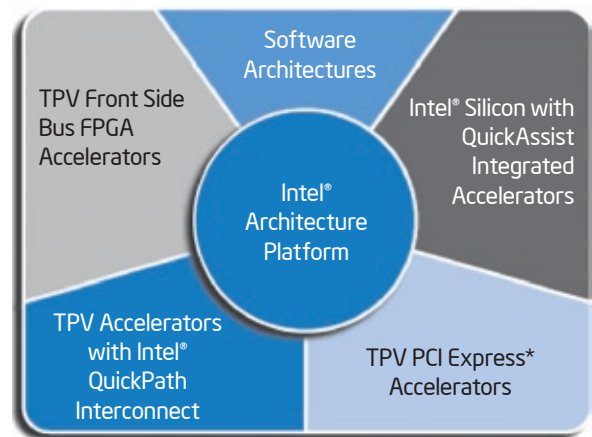 Software
Architectures
TPV Front Side
Bus FPGA
Accelerators
Intel® Silicon with
QuickAssist
Integrated
Accelerators
Intel®
Architecture
Platform
TPV Accelerators
with Intel®
QuickPath
Interconnect
TPV PCI Express*
Accelerators